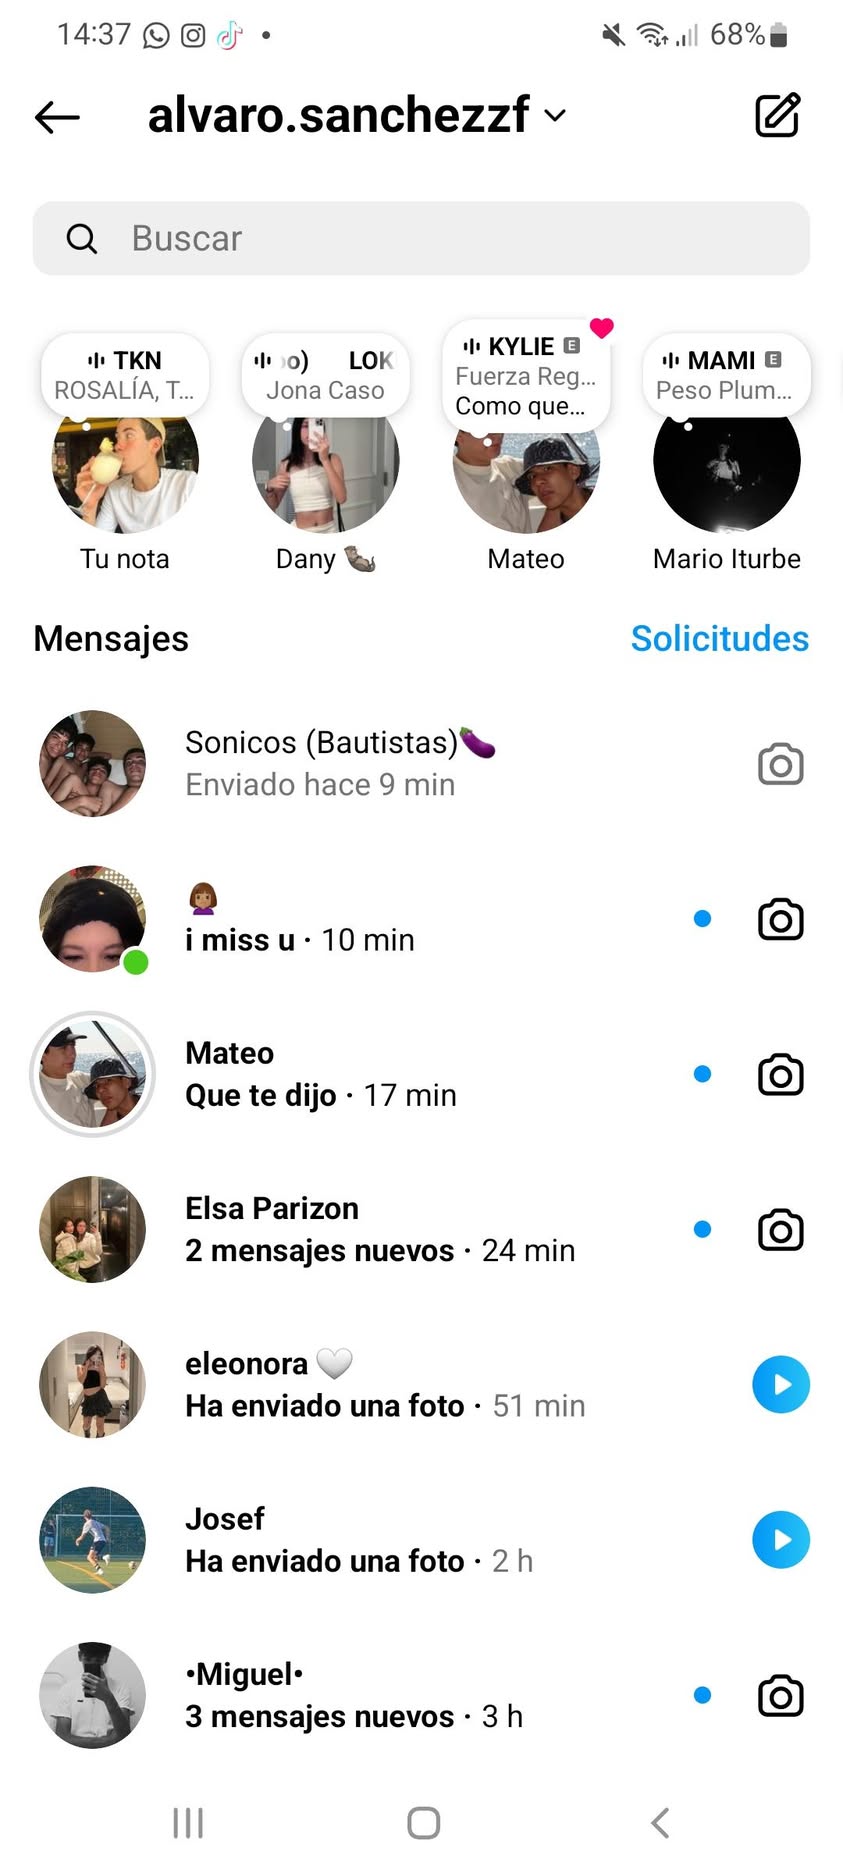 14:37 68%
alvaro.sanchezzf
Buscar
TKN
ROSALÍA, T...
Jona Caso
KYLIE E
Fuerza Reg...
Como que...
MAMI E
Peso Plum...
Tu nota
Dany
Mateo
Mario Iturbe
Mensajes
Solicitudes
Sonicos (Bautistas)🍆
Enviado hace 9 min
i miss u · 10 min
Mateo
Que te dijo · 17 min
Elsa Parizon
2 mensajes nuevos · 24 min
eleonora 🤍
Ha enviado una foto · 51 min
Josef
Ha enviado una foto · 2 h
•Miguel•
3 mensajes nuevos · 3 h